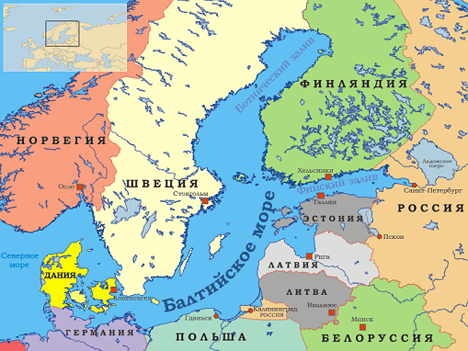 Ботнический залив
ФИНЛЯНДИЯ
НОРВЕГИЯ
Ладожское
озеро
Хельсинки
ШВЕЦИЯ
Осло
Стокгольм
Финский залив
Санкт-Петербург
Таллин
РОССИЯ
ЭСТОНИЯ
Балтийское море
Псков
Северное
море
Рига
ЛАТВИЯ
ДАНИЯ
ЛИТВА
Копенгаген
Вильнюс
Калининград
РОССИЯ
Гданьск
Минск
ГЕРМАНИЯ
ПОЛЬША
БЕЛОРУССИЯ